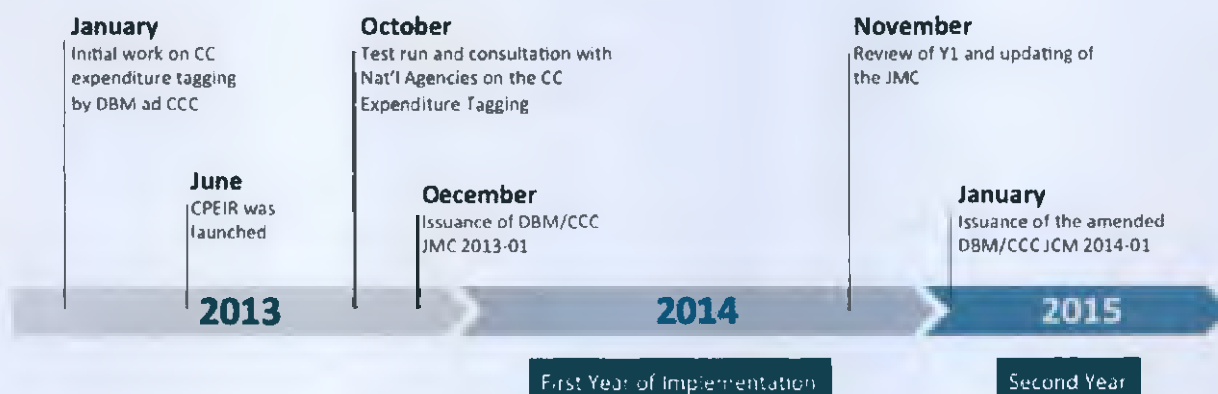 January
Initial work on CC
expenditure tagging
by DBM ad CCC
June
CPEIR was
launched
October
Test run and consultation with
Nat'l Agencies on the CC
Expenditure Tagging
Oecember
Issuance of DBM/CCC
JMC 2013-01
November
Review of Y1 and updating of
the JMC
January
Issuance of the amended
DBM/CCC JCM 2014-01
2013
2014
2015
First Year of Implementation
Second Year